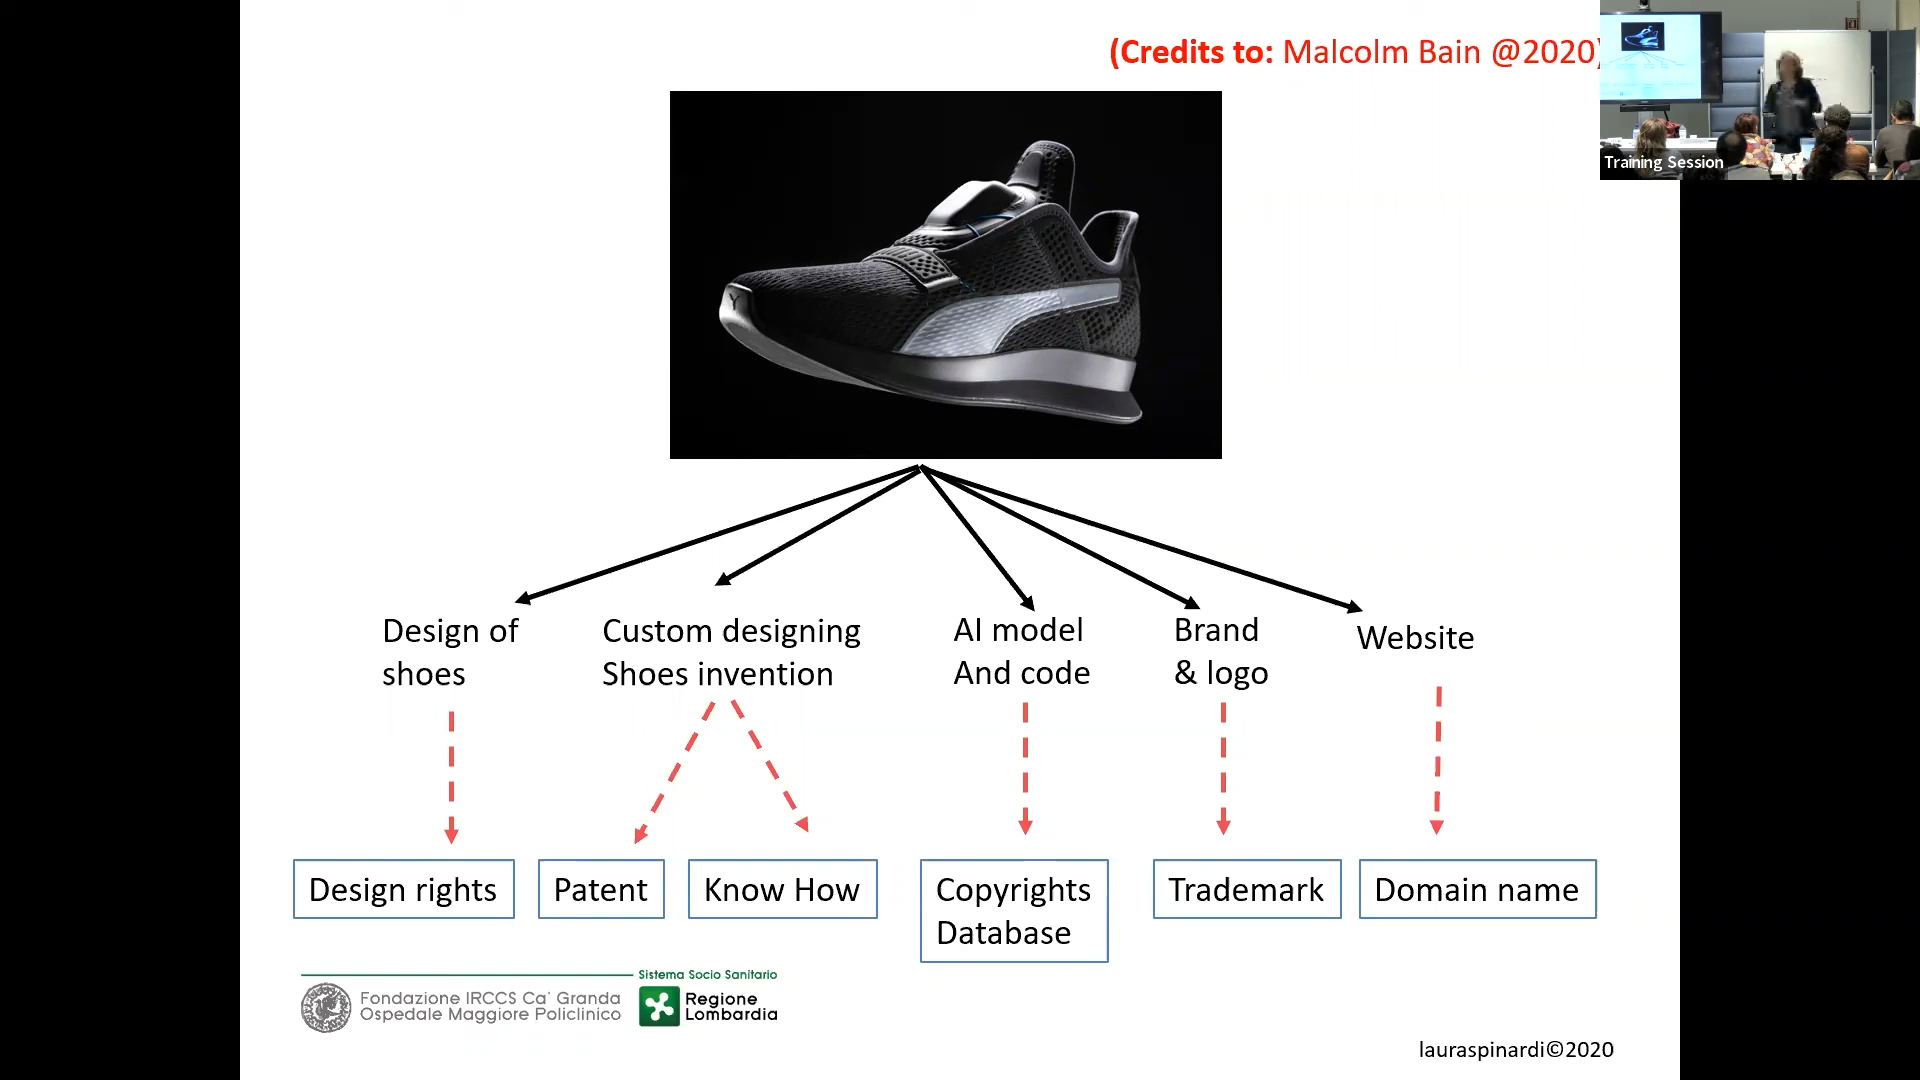 (Credits to: Malcolm Bain @2020)
Training Session
Design of
shoes
Custom designing
Shoes invention
AI model
And code
Brand
& logo
Website
Design rights
Patent
Know How
Copyrights
Database
Trademark
Domain name
Sistema Socio Sanitario
Fondazione IRCCS Ca' Granda
Ospedale Maggiore Policlinico
Regione
Lombardia
lauraspinardi©2020